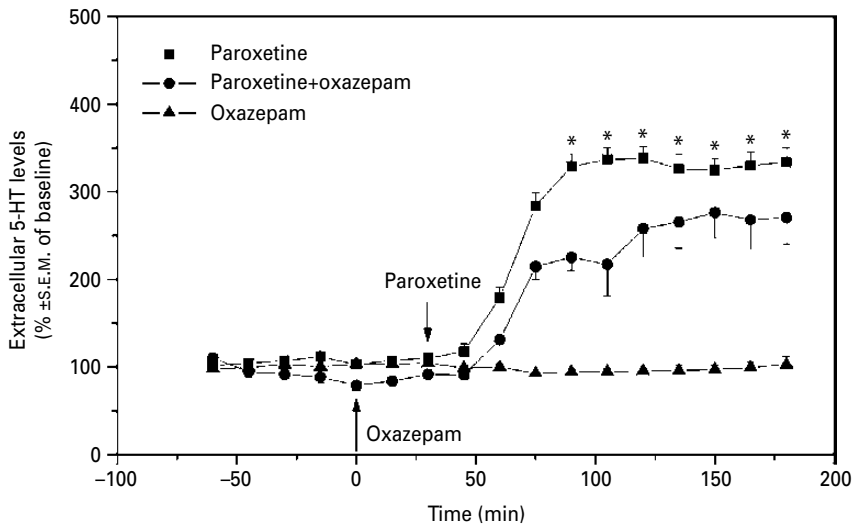 500
400
300
200
100
0
Extracellular 5-HT levels
(% ±S.E.M. of baseline)
Paroxetine
Paroxetine+oxazepam
Oxazepam
* * * * * * *
Paroxetine
Oxazepam
−100 −50 0 50 100 150 200
Time (min)